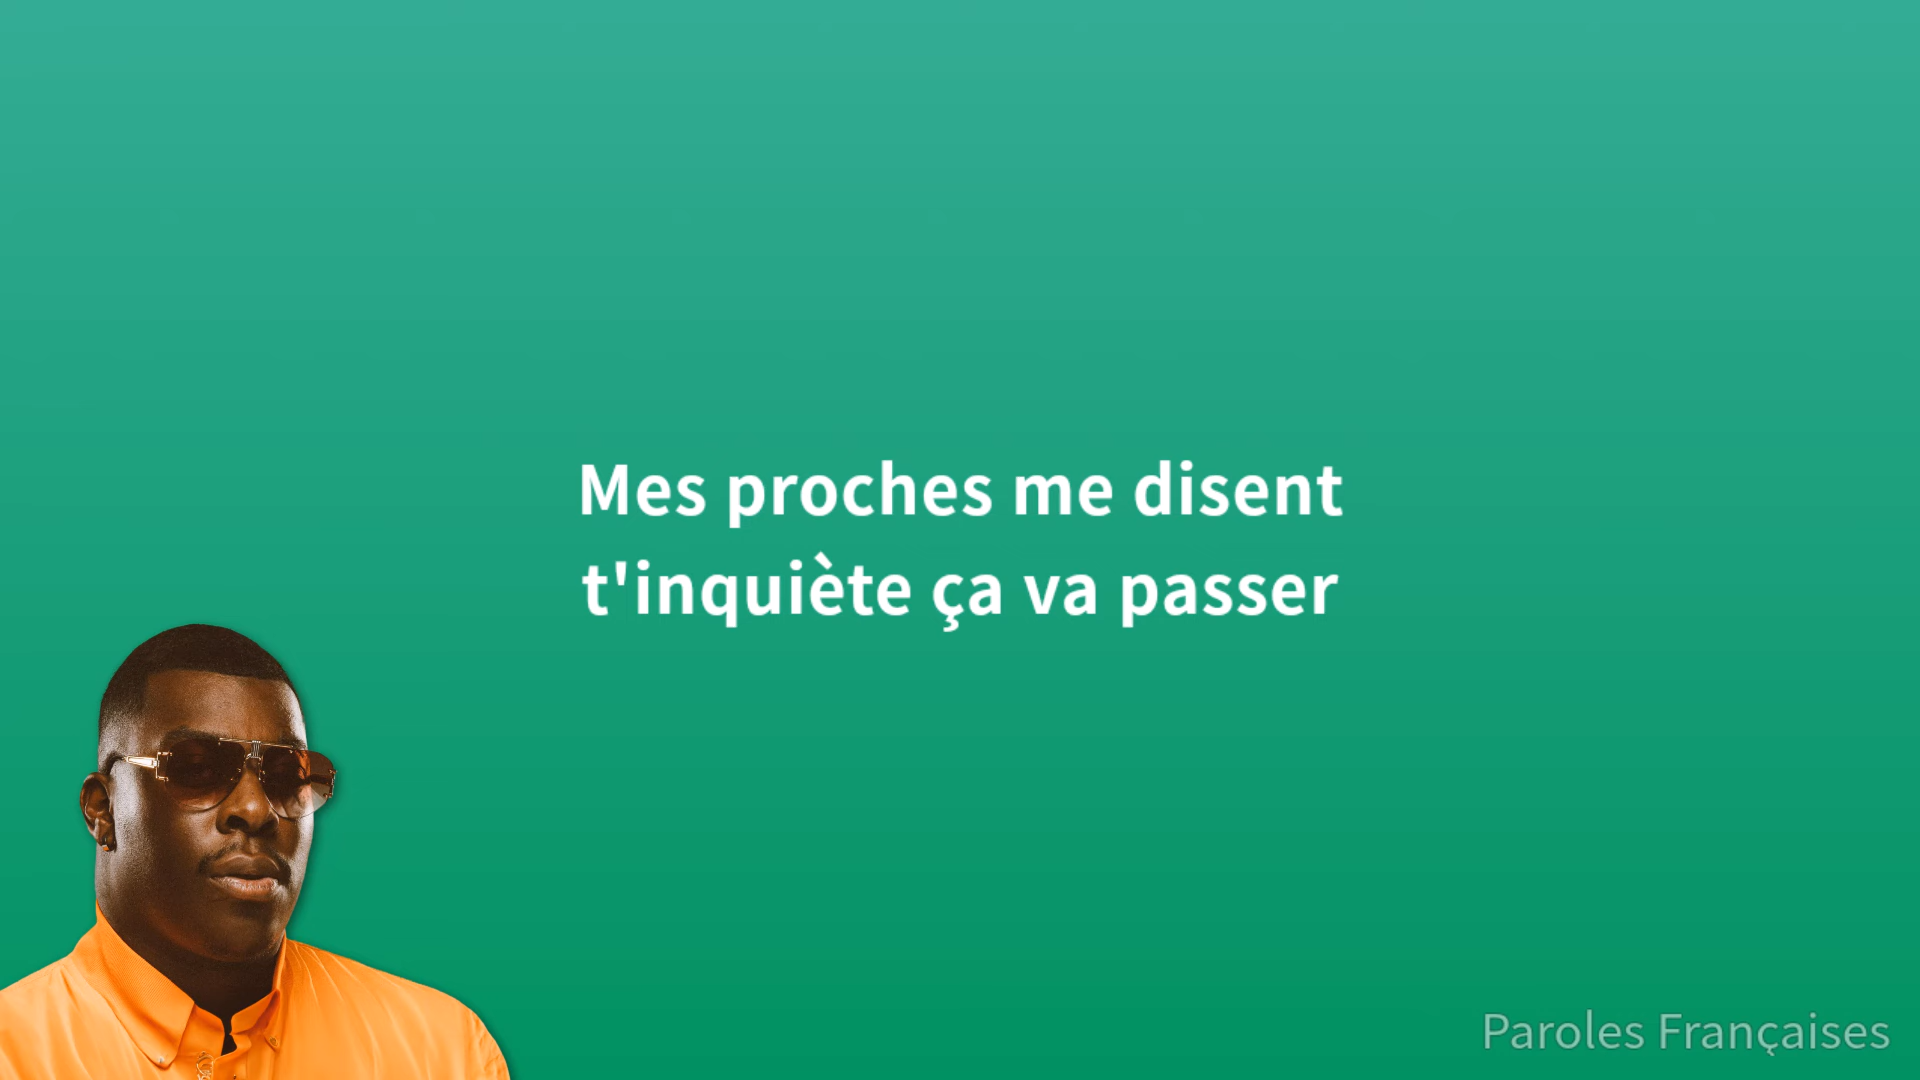 Mes proches me disent
t'inquiète ça va passer
Paroles Françaises